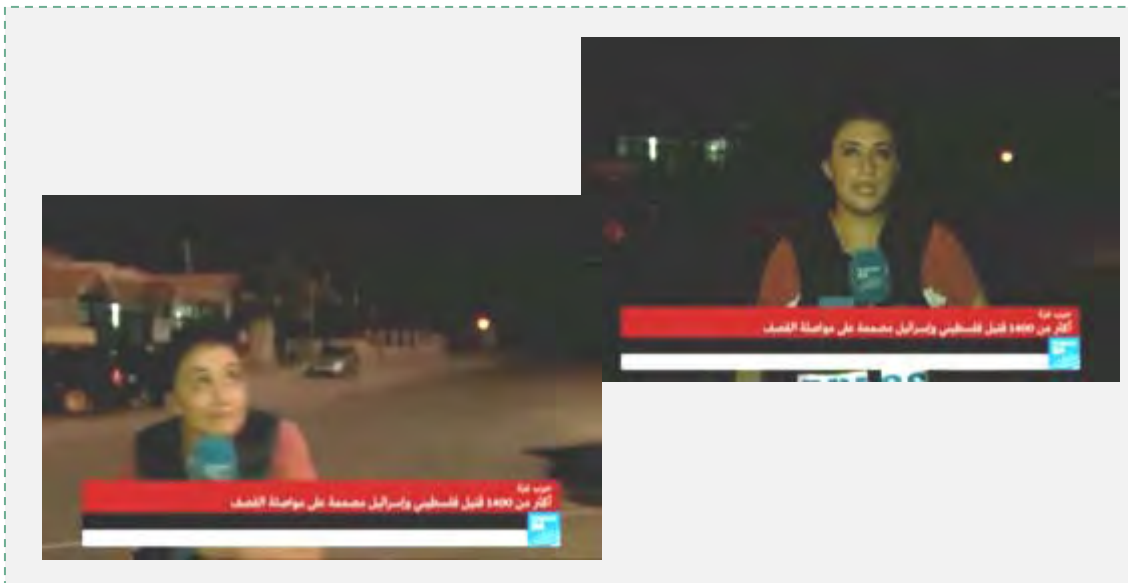 حرب غزة
أكثر من 1400 قتيل فلسطيني وإسرائيل مصممة على مواصلة القصف
حرب غزة
أكثر من 1400 قتيل فلسطيني وإسرائيل مصممة على مواصلة القصف